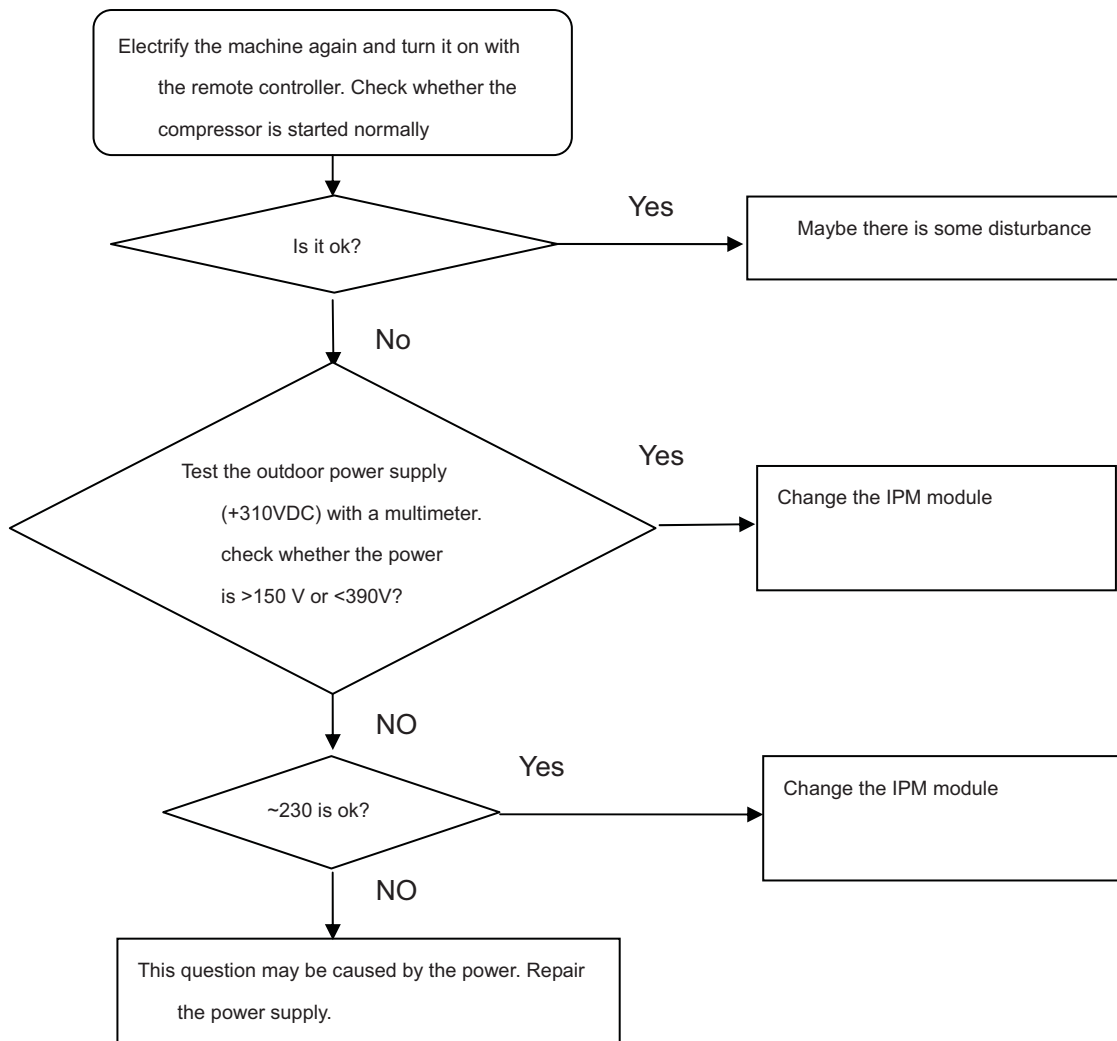 Electrify the machine again and turn it on with
the remote controller. Check whether the
compressor is started normally
Is it ok?
Yes
Maybe there is some disturbance
No
Test the outdoor power supply
(+310VDC) with a multimeter.
check whether the power
is >150 V or <390V?
Yes
Change the IPM module
NO
~230 is ok?
Yes
Change the IPM module
NO
This question may be caused by the power. Repair
the power supply.